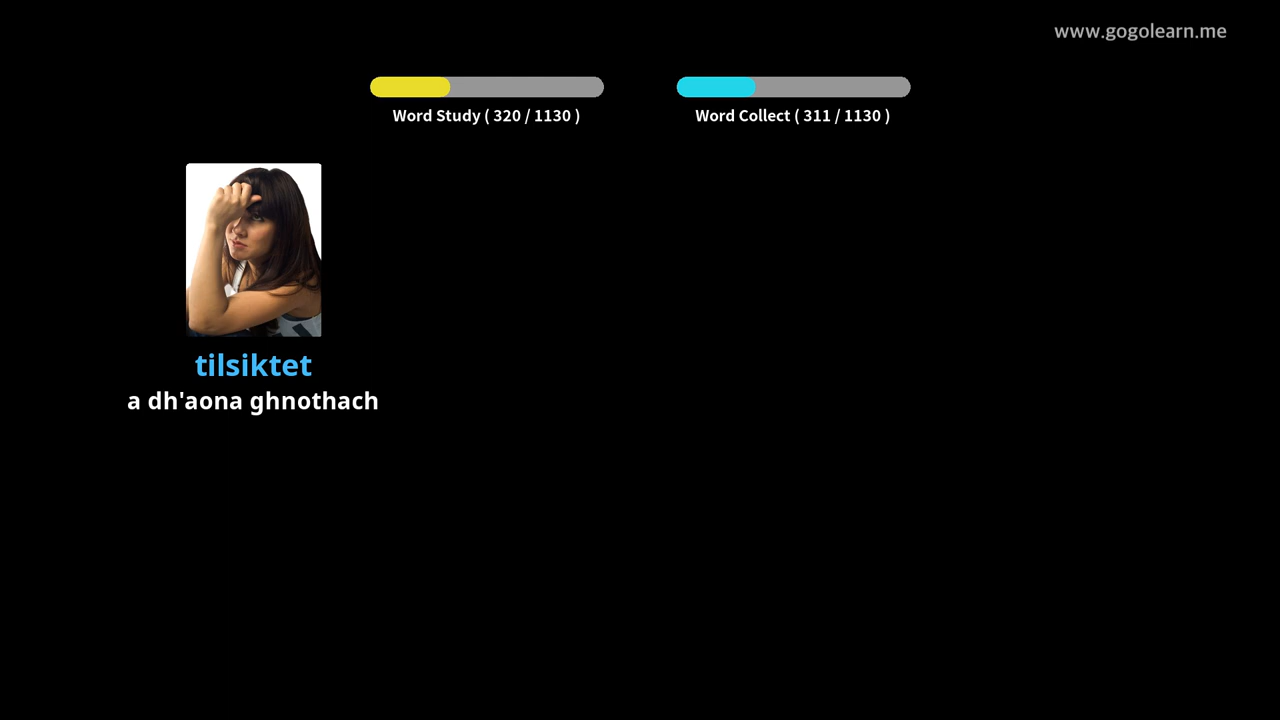 www.gogolearn.me
Word Study ( 320 / 1130 )
Word Collect ( 311 / 1130 )
tilsiktet
a dh'aona ghnothach